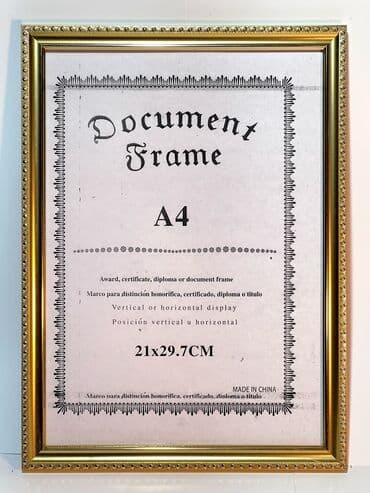 Document
Frame
A4
Award, certificate, diploma or document frame
Marco para distinción honorífica, certificado, diploma o título
Vertical or horizontal display
Posición vertical u horizontal
21x29.7CM
MADE IN CHINA
Marco para distinción honorífica, certificado, diploma o título